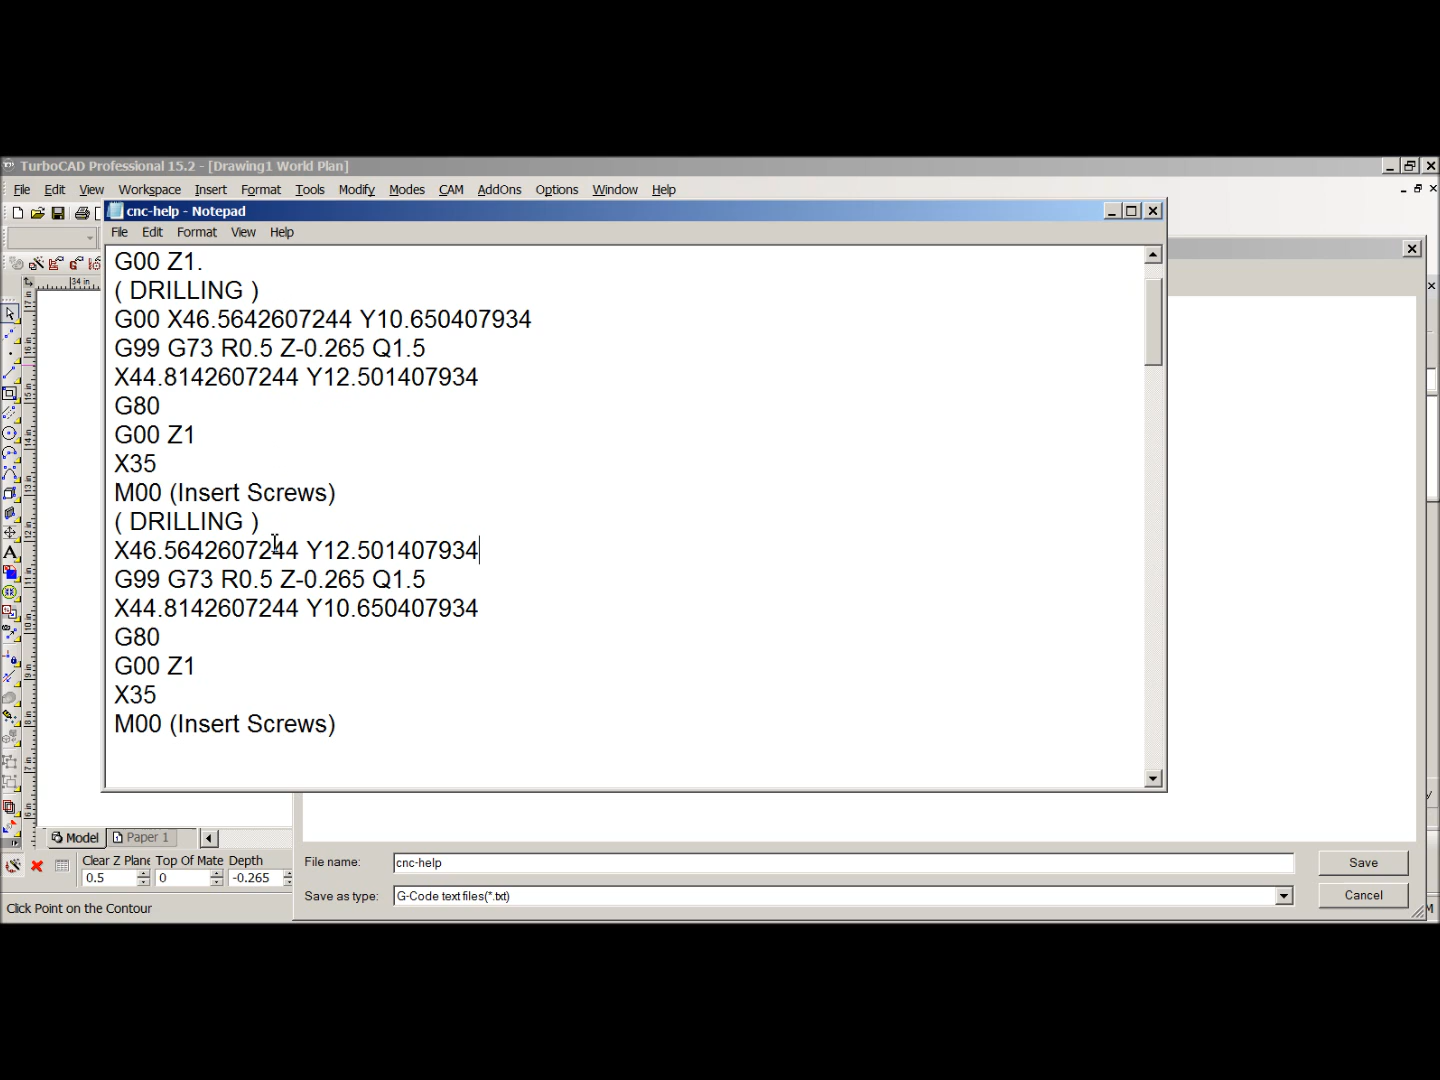 TurboCAD Professional 15.2 - [Drawing1 World Plan]
File Edit View Workspace Insert Format Tools Modify Modes CAM AddOns Options Window Help
cnc-help - Notepad
File Edit Format View Help
34 in
G00 Z1.
( DRILLING )
G00 X46.5642607244 Y10.650407934
G99 G73 R0.5 Z-0.265 Q1.5
X44.8142607244 Y12.501407934
G80
G00 Z1
X35
M00 (Insert Screws)
( DRILLING )
X46.5642607244 Y12.501407934
G99 G73 R0.5 Z-0.265 Q1.5
X44.8142607244 Y10.650407934
G80
G00 Z1
X35
M00 (Insert Screws)
Model Paper 1
Clear Z Plane Top Of Mate Depth
0.5 0 -0.265
File name: cnc-help Save
Save as type: G-Code text files(*.txt) Cancel
Click Point on the Contour